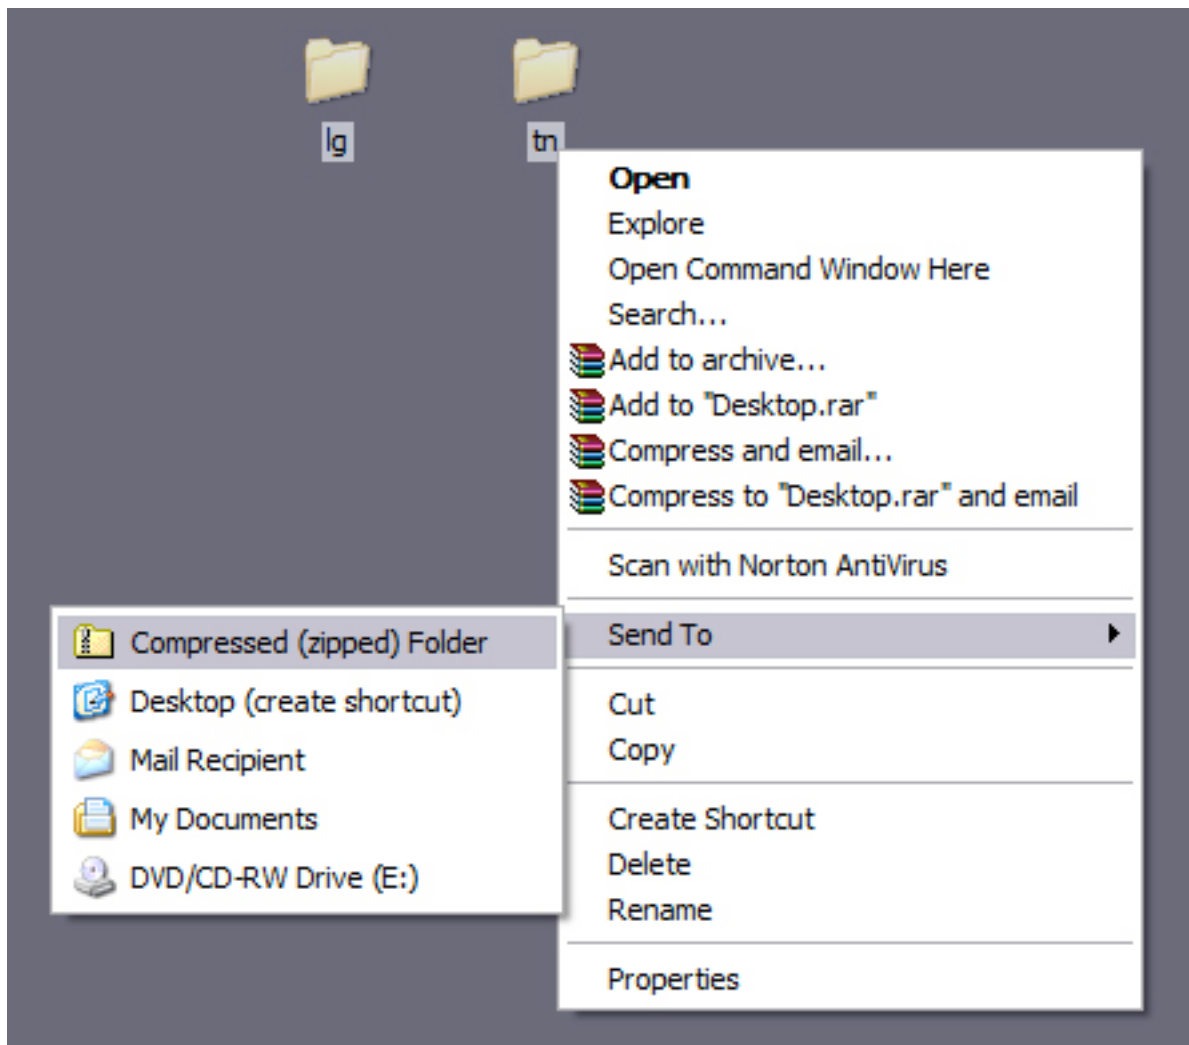 lg
tn
Open
Explore
Open Command Window Here
Search...
Add to archive...
Add to "Desktop.rar"
Compress and email...
Compress to "Desktop.rar" and email
Scan with Norton AntiVirus
Send To
Compressed (zipped) Folder
Desktop (create shortcut)
Mail Recipient
My Documents
DVD/CD-RW Drive (E:)
Cut
Copy
Create Shortcut
Delete
Rename
Properties